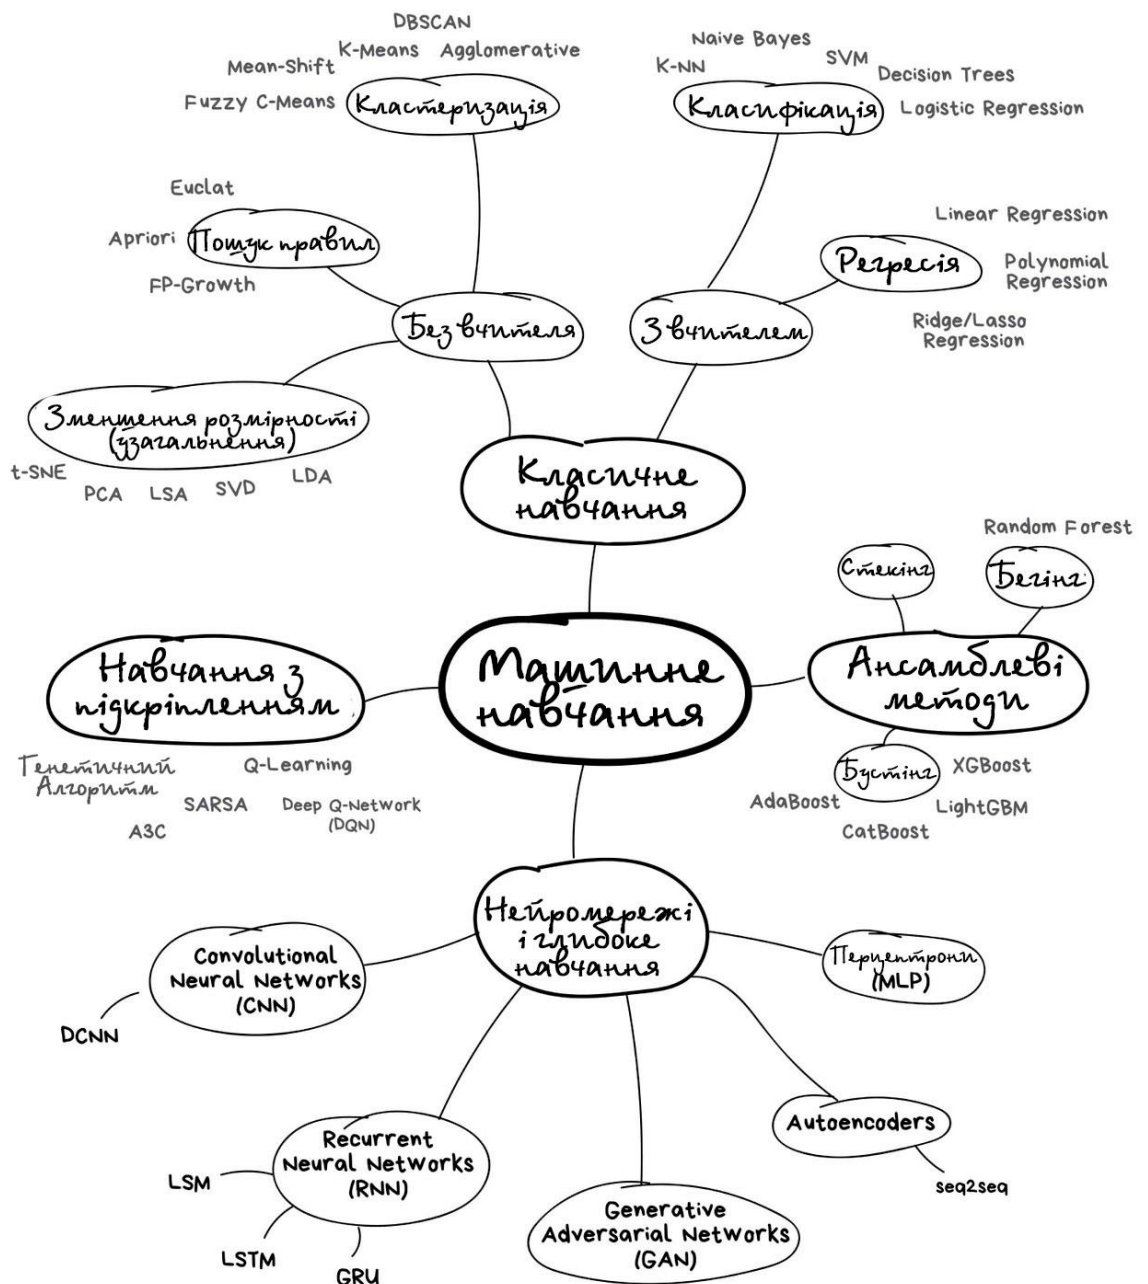 DBSCAN
K-Means
Agglomerative
Mean-Shift
Fuzzy C-Means
Кластеризація
Naive Bayes
K-NN
SVM
Decision Trees
Класифікація
Logistic Regression
Euclat
Apriori
Пошук правил
FP-Growth
Linear Regression
Регресія
Polynomial
Regression
Ridge/Lasso
Regression
Без вчителя
З вчителем
Зменшення розмірності
(узагальнення)
t-SNE
PCA
LSA
SVD
LDA
Класичне
навчання
Random Forest
Стекінг
Бегінг
Навчання з
підкріпленням
Машинне
навчання
Ансамблеві
методи
Генетичний
Алгоритм
Q-Learning
SARSA
Deep Q-Network
(DQN)
A3C
Бустінг
XGBoost
AdaBoost
LightGBM
CatBoost
Нейромережі
і глибоке
навчання
Convolutional
Neural Networks
(CNN)
DCNN
Перцептрони
(MLP)
Autoencoders
seq2seq
Recurrent
Neural Networks
(RNN)
LSM
LSTM
GRU
Generative
Adversarial Networks
(GAN)